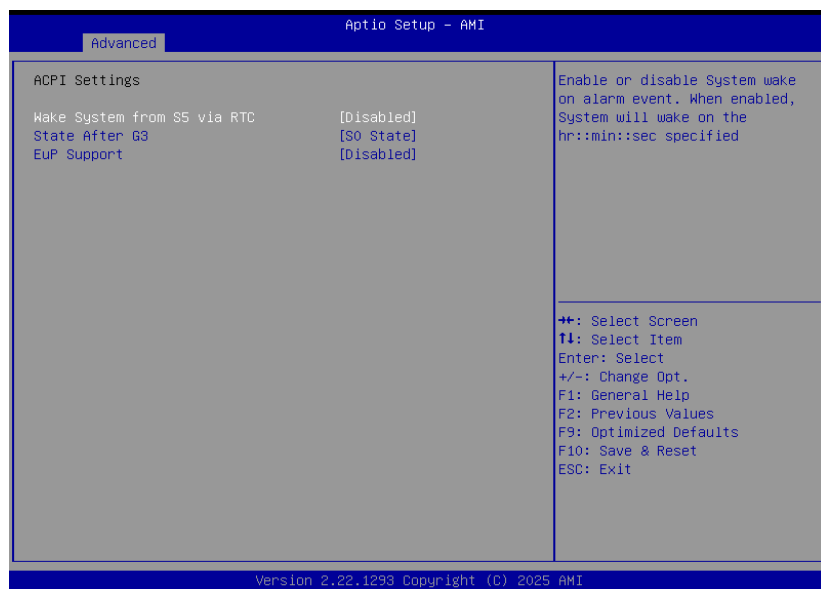 Aptio Setup - AMI
Advanced
ACPI Settings
Wake System from S5 via RTC [Disabled]
State After G3 [S0 State]
EuP Support [Disabled]
Enable or disable System wake
on alarm event. When enabled,
System will wake on the
hr::min::sec specified
→←: Select Screen
↑↓: Select Item
Enter: Select
+/-: Change Opt.
F1: General Help
F2: Previous Values
F9: Optimized Defaults
F10: Save & Reset
ESC: Exit
Version 2.22.1293 Copyright (C) 2025 AMI